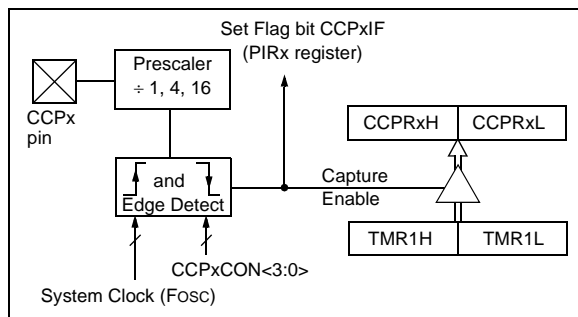 Set Flag bit CCPxIF
(PIRx register)
Prescaler
÷ 1, 4, 16
CCPx
pin
CCPRxH
CCPRxL
and
Edge Detect
Capture
Enable
TMR1H
TMR1L
CCPxCON<3:0>
System Clock (FOSC)